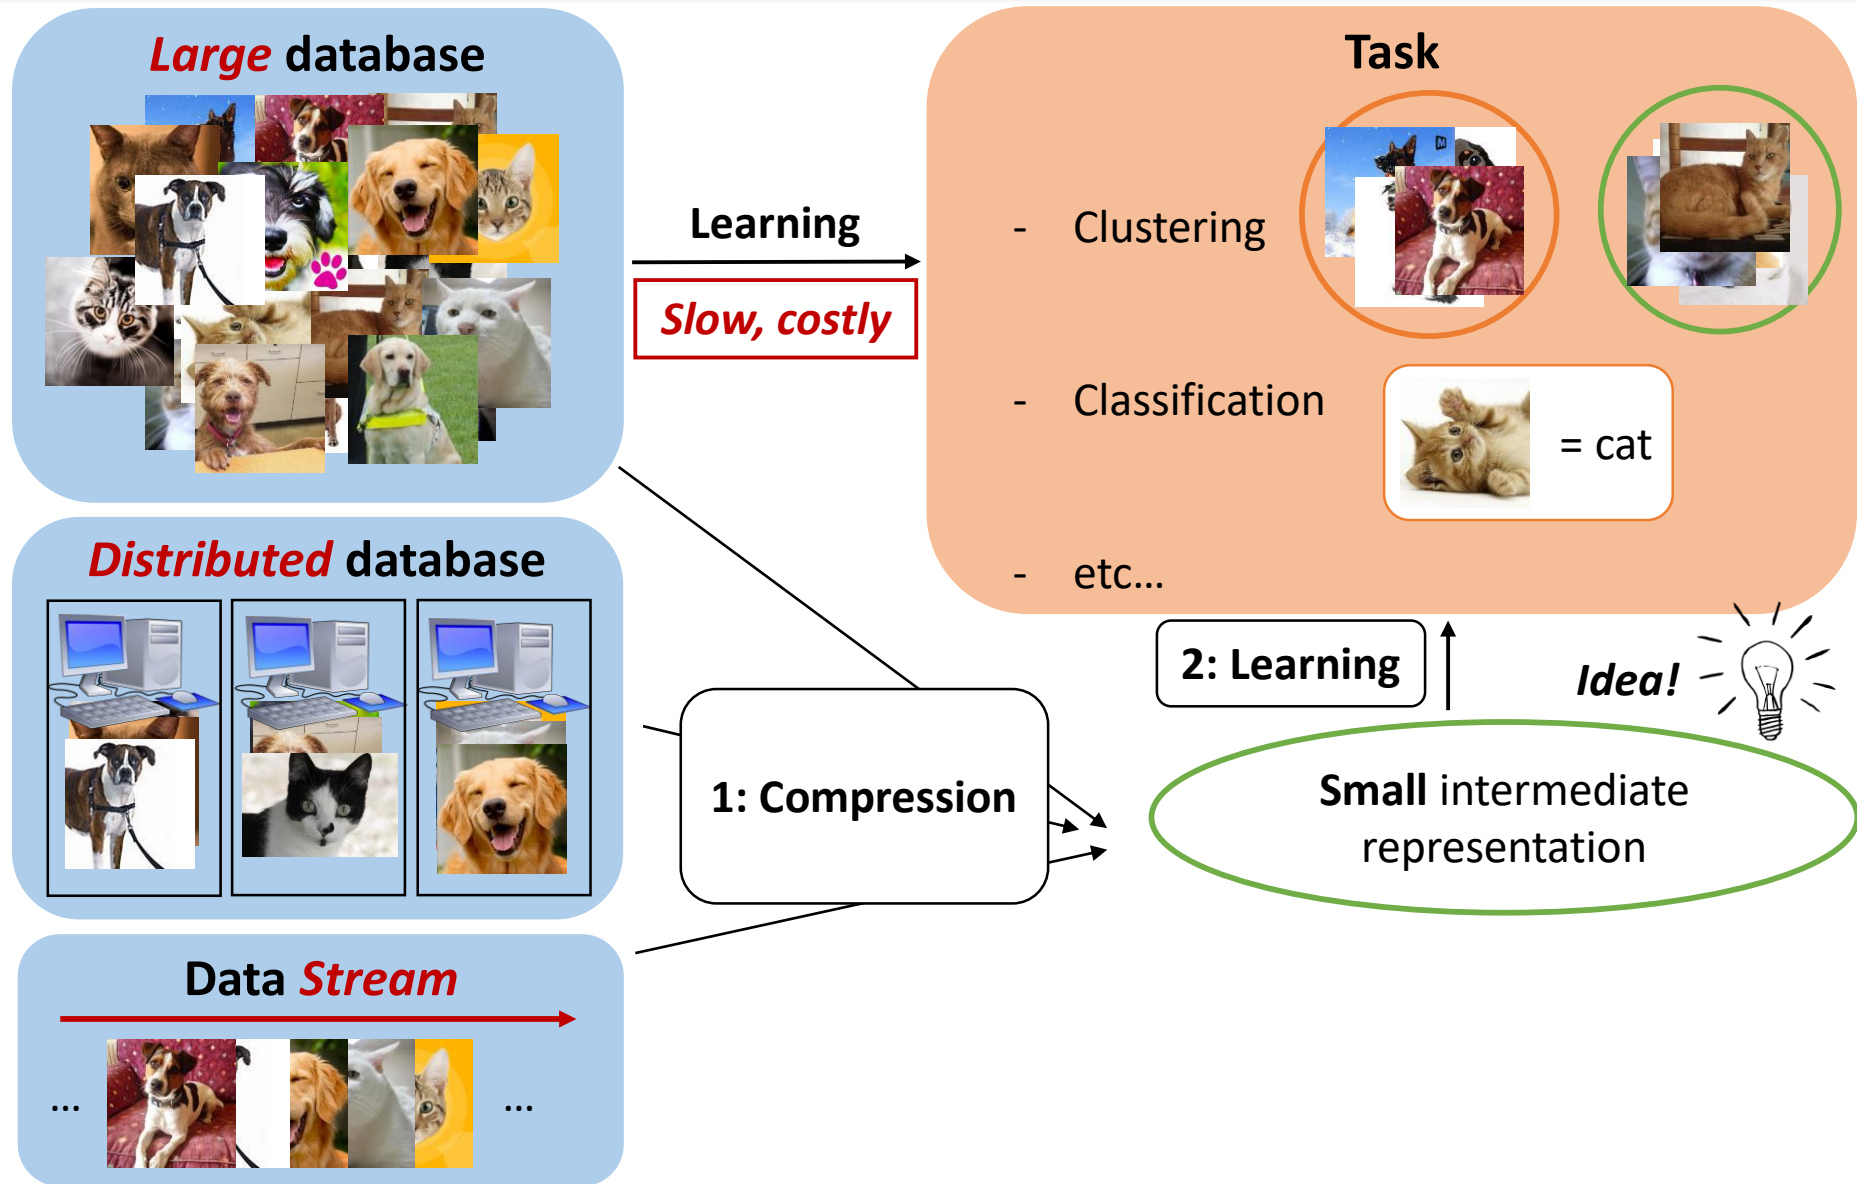 Large database
Learning
Slow, costly
Task
- Clustering
- Classification
= cat
- etc...
Distributed database
1: Compression
2: Learning
Idea!
Small intermediate
representation
Data Stream
... ...
M